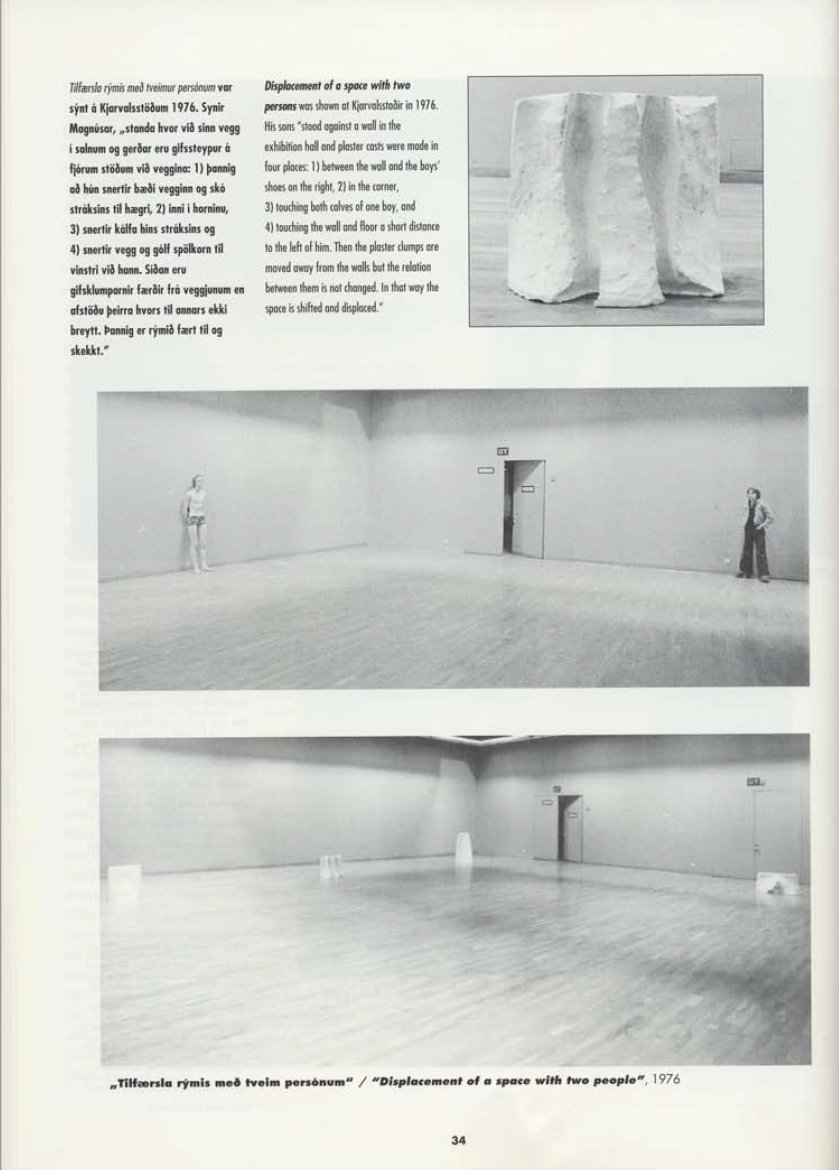 Tilfærsla rýmis með tveimur persónum var
sýnt á Kjarvalsstöðum 1976. Synir
Magnúsar, „standa hvor við sinn vegg
í salnum og gerðar eru gifssteypur á
fjórum stöðum við veggina: 1) þannig
að hún snertir bæði vegginn og skó
stráksins til hægri, 2) inni í horninu,
3) snertir kálfa hins stráksins og
4) snertir vegg og gólf spölkorn til
vinstri við hann. Síðan eru
gifsklumparnir færðir frá veggjunum en
afstöðu þeirra hvors til annars ekki
breytt. Þannig er rýmið fært til og
skekkt."
Displacement of a space with two
persons was shown at Kjarvalsstaðir in 1976.
His sons "stood against a wall in the
exhibition hall and plaster casts were made in
four places: 1) between the wall and the boys'
shoes on the right, 2) in the corner,
3) touching both calves of one boy, and
4) touching the wall and floor a short distance
to the left of him. Then the plaster clumps are
moved away from the walls but the relation
between them is not changed. In that way the
space is shifted and displaced."
ÚT
ÚT
„Tilfærsla rýmis með tveim persónum" / "Displacement of a space with two people", 1976
34